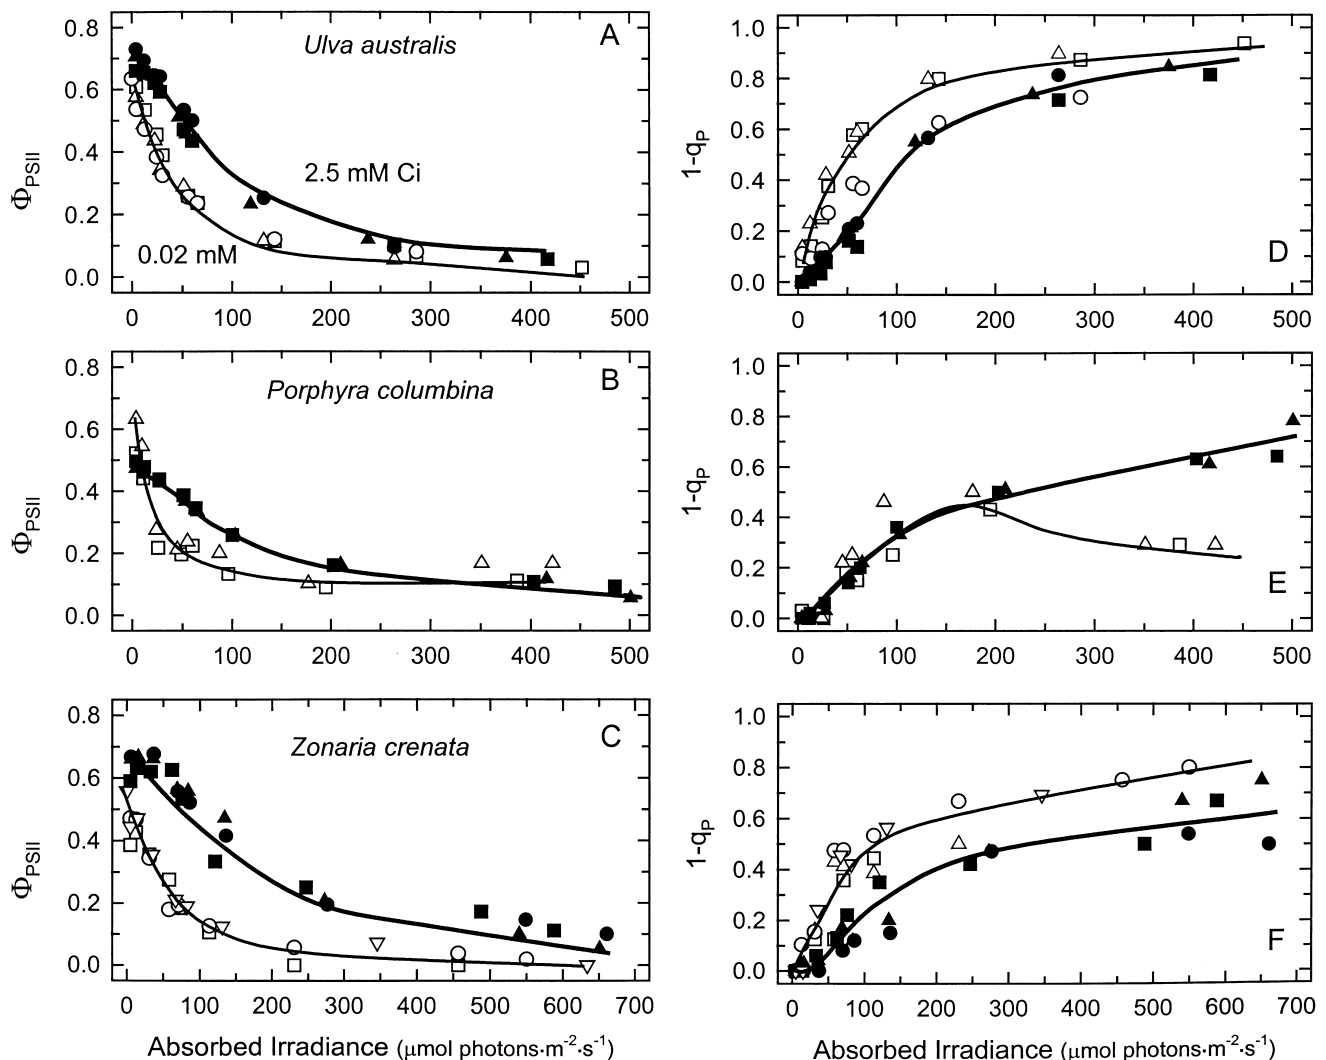 0.8
0.6
0.4
0.2
0.0
ΦPSII
Ulva australis
A
2.5 mM Ci
0.02 mM
0 100 200 300 400 500
1.0
0.8
0.6
0.4
0.2
0.0
1-qP
D
0 100 200 300 400 500
0.8
0.6
0.4
0.2
0.0
ΦPSII
Porphyra columbina
B
0 100 200 300 400 500
1.0
0.8
0.6
0.4
0.2
0.0
1-qP
E
0 100 200 300 400 500
0.8
0.6
0.4
0.2
0.0
ΦPSII
Zonaria crenata
C
0 100 200 300 400 500 600 700
Absorbed Irradiance (μmol photons·m⁻²·s⁻¹)
1.0
0.8
0.6
0.4
0.2
0.0
1-qP
F
0 100 200 300 400 500 600 700
Absorbed Irradiance (μmol photons·m⁻²·s⁻¹)